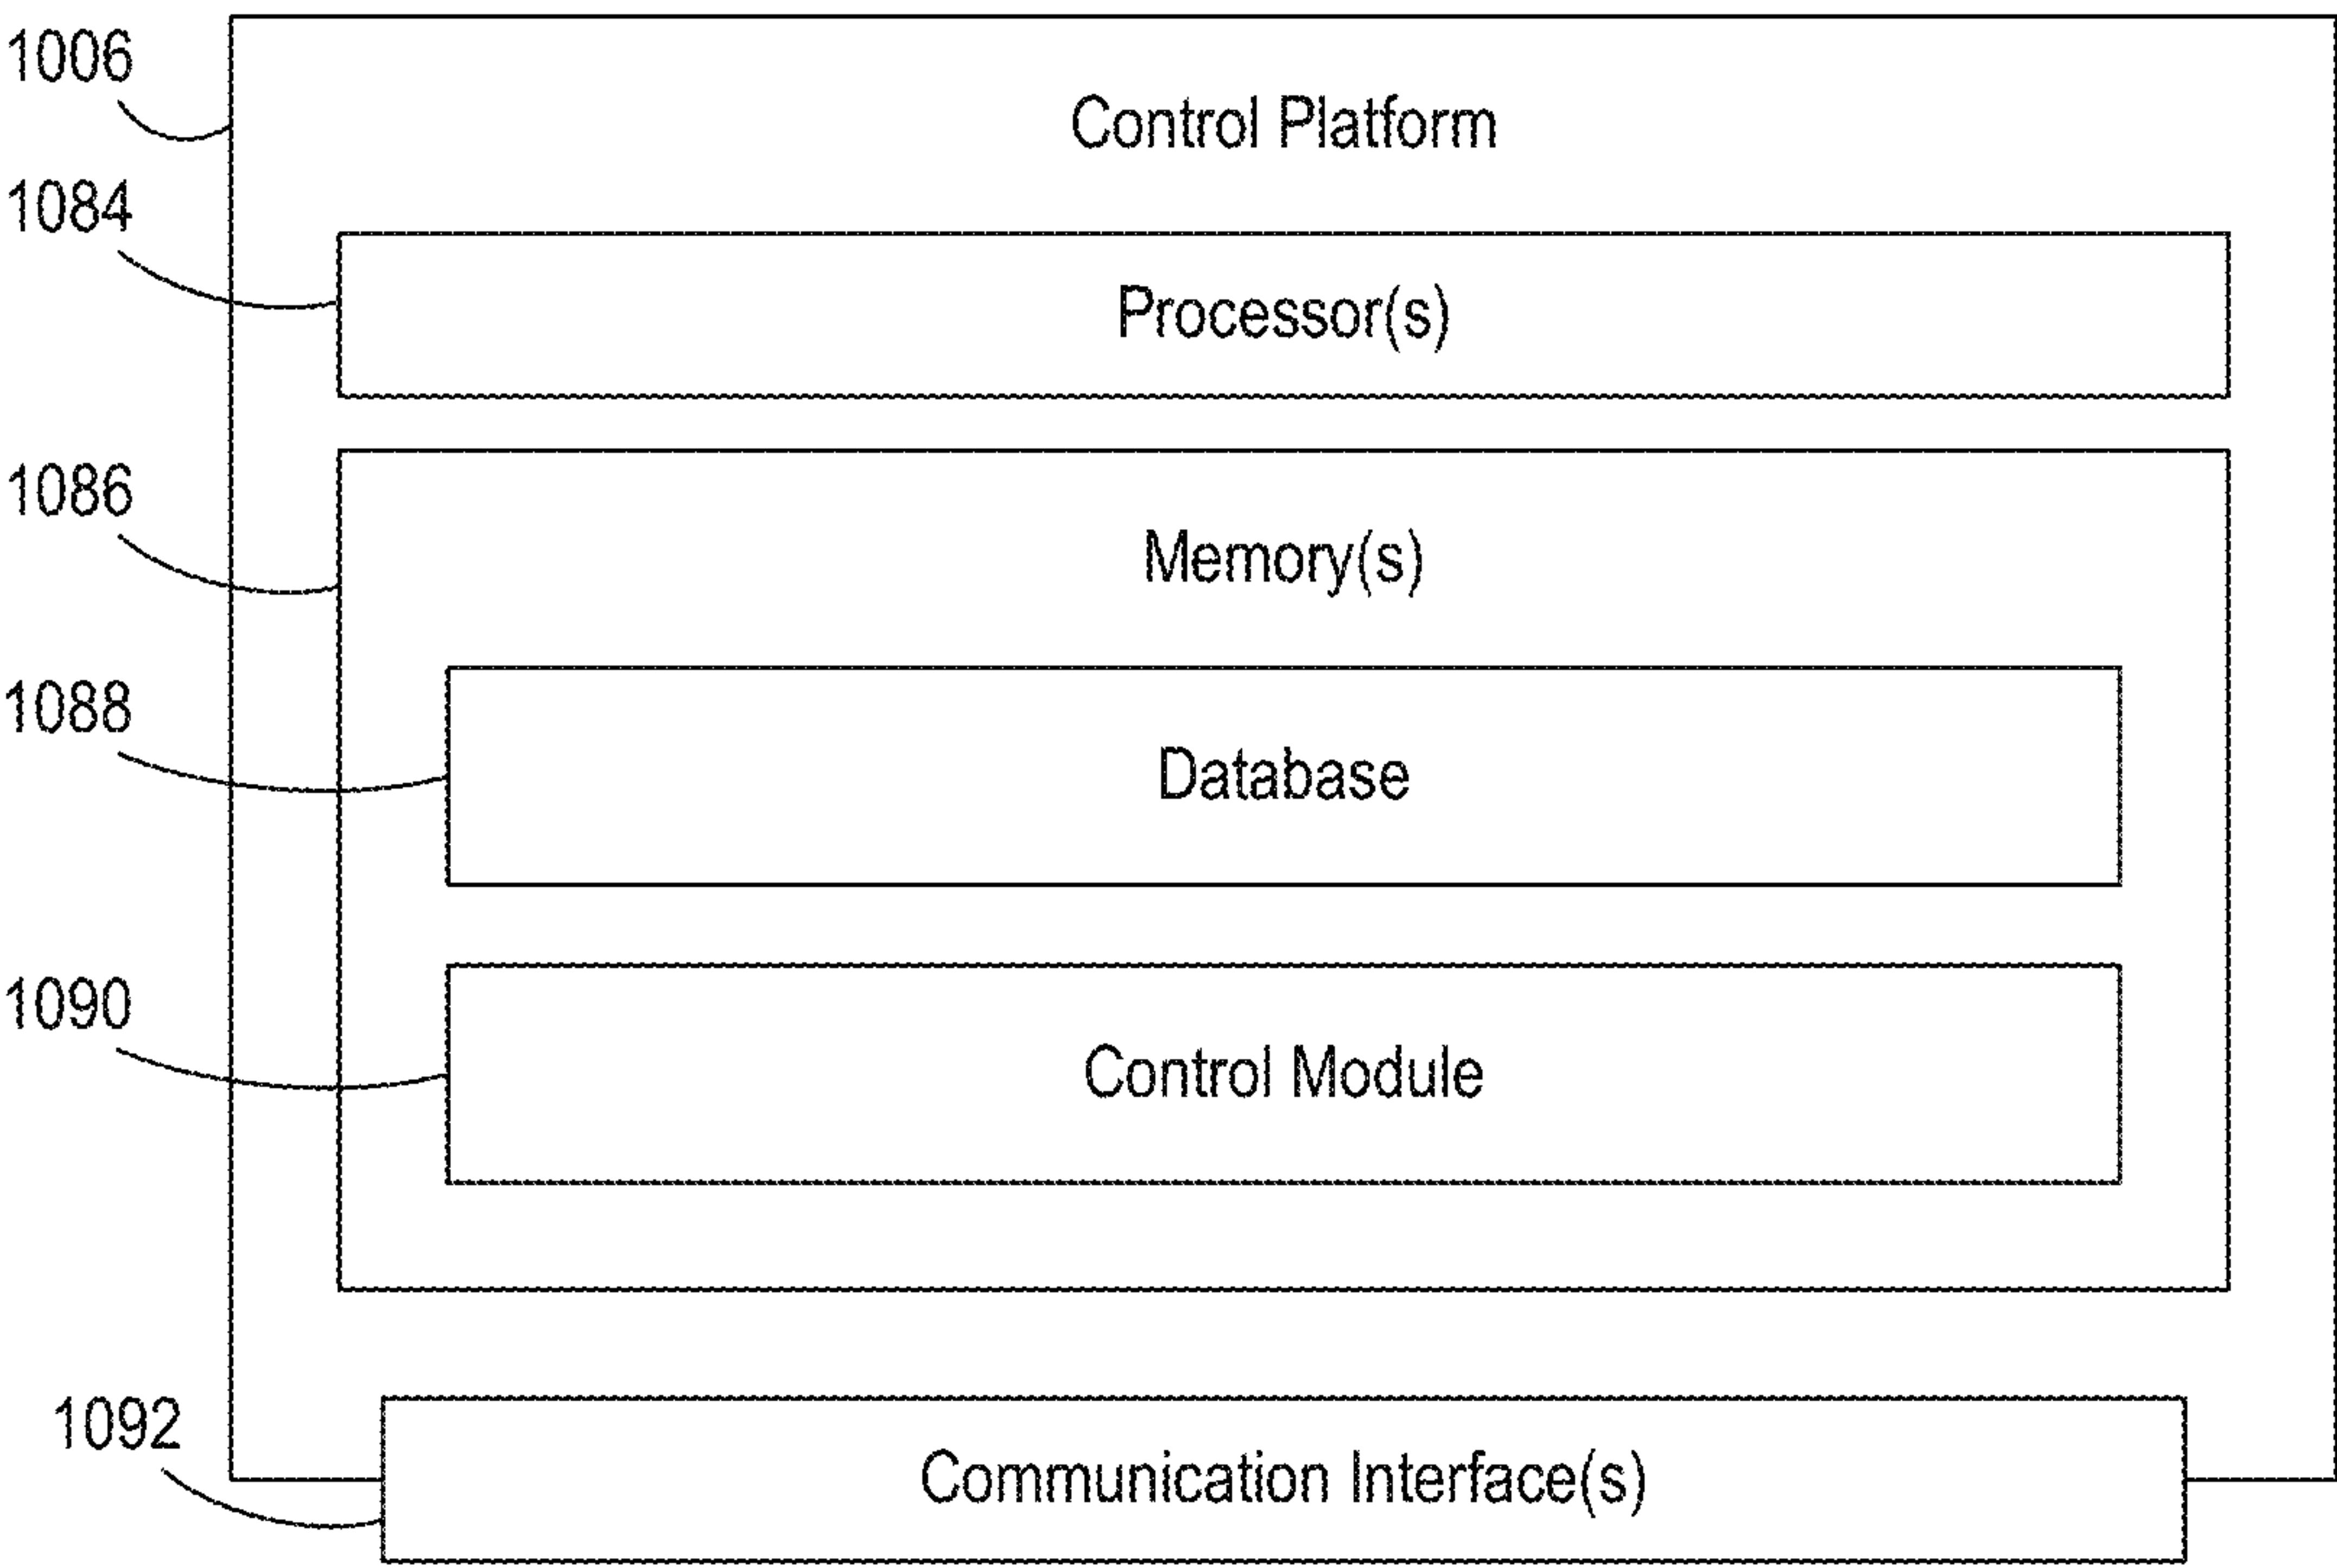 1006
Control Platform
1084
Processor(s)
1086
Memory(s)
1088
Database
1090
Control Module
1092
Communication Interface(s)